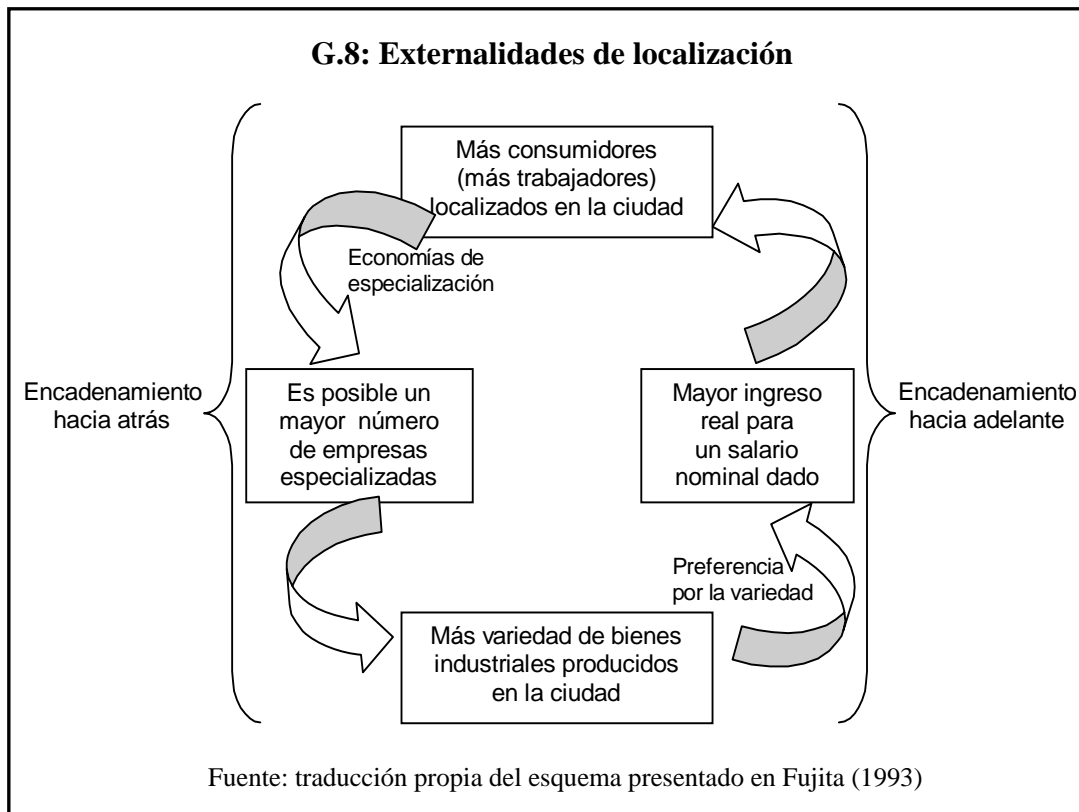 G.8: Externalidades de localización
Más consumidores
(más trabajadores)
localizados en la ciudad
Economías de
especialización
Encadenamiento
hacia atrás
Es posible un
mayor número
de empresas
especializadas
Mayor ingreso
real para
un salario
nominal dado
Encadenamiento
hacia adelante
Preferencia
por la variedad
Más variedad de bienes
industriales producidos
en la ciudad
Fuente: traducción propia del esquema presentado en Fujita (1993)